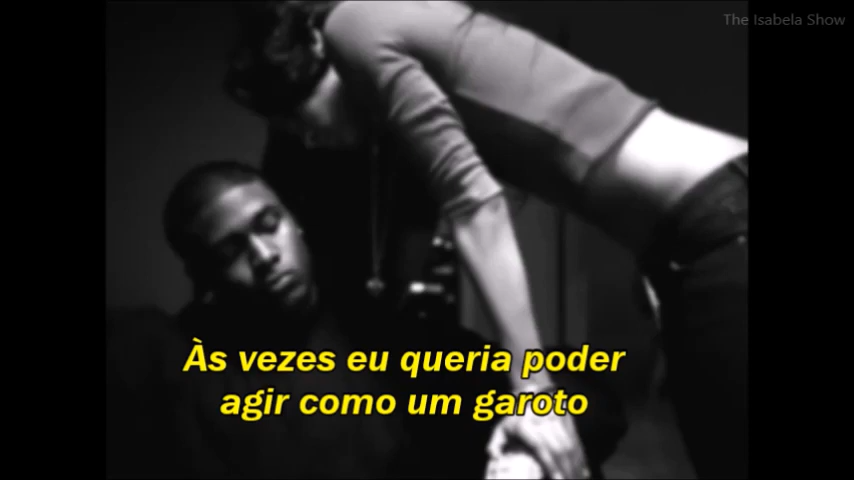 The Isabela Show
Às vezes eu queria poder
agir como um garoto